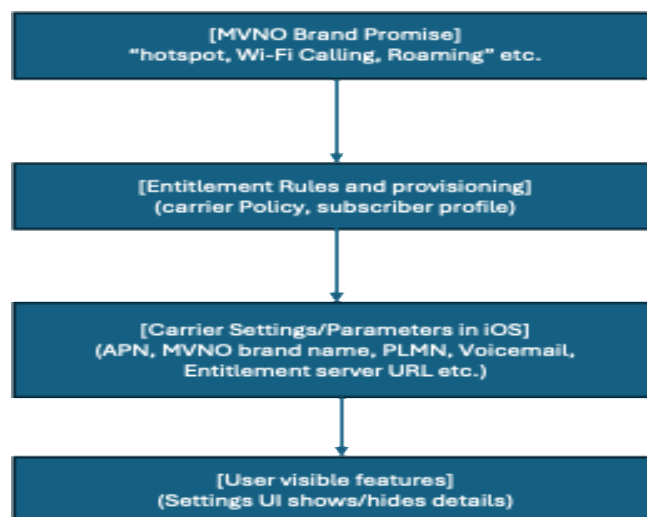 [MVNO Brand Promise]
“hotspot, Wi-Fi Calling, Roaming” etc.
[Entitlement Rules and provisioning]
(carrier Policy, subscriber profile)
[Carrier Settings/Parameters in iOS]
(APN, MVNO brand name, PLMN, Voicemail,
Entitlement server URL etc.)
[User visible features]
(Settings UI shows/hides details)